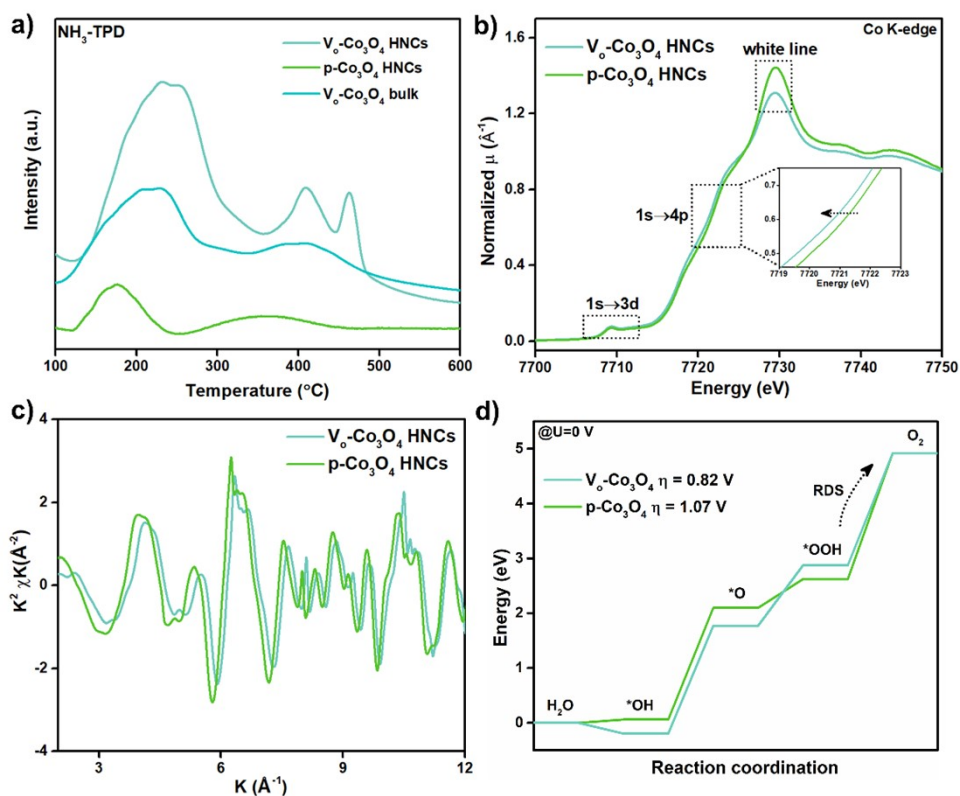 a)
NH₃-TPD
Vₒ-Co₃O₄ HNCs
p-Co₃O₄ HNCs
Vₒ-Co₃O₄ bulk
Intensity (a.u.)
100 200 300 400 500 600
Temperature (°C)
b)
Co K-edge
Vₒ-Co₃O₄ HNCs
p-Co₃O₄ HNCs
white line
1s→4p
1s→3d
Normalized μ (Å⁻¹)
1.6
1.2
0.8
0.4
0.0
0.7
0.6
0.5
7719 7720 7721 7722 7723
Energy (eV)
7700 7710 7720 7730 7740 7750
Energy (eV)
c)
Vₒ-Co₃O₄ HNCs
p-Co₃O₄ HNCs
K² χK(Å⁻²)
4
2
0
-2
-4
3 6 9 12
K (Å⁻¹)
d)
@U=0 V
Vₒ-Co₃O₄ η = 0.82 V
p-Co₃O₄ η = 1.07 V
O₂
RDS
*OOH
*O
H₂O
*OH
Energy (eV)
5
4
3
2
1
0
Reaction coordination